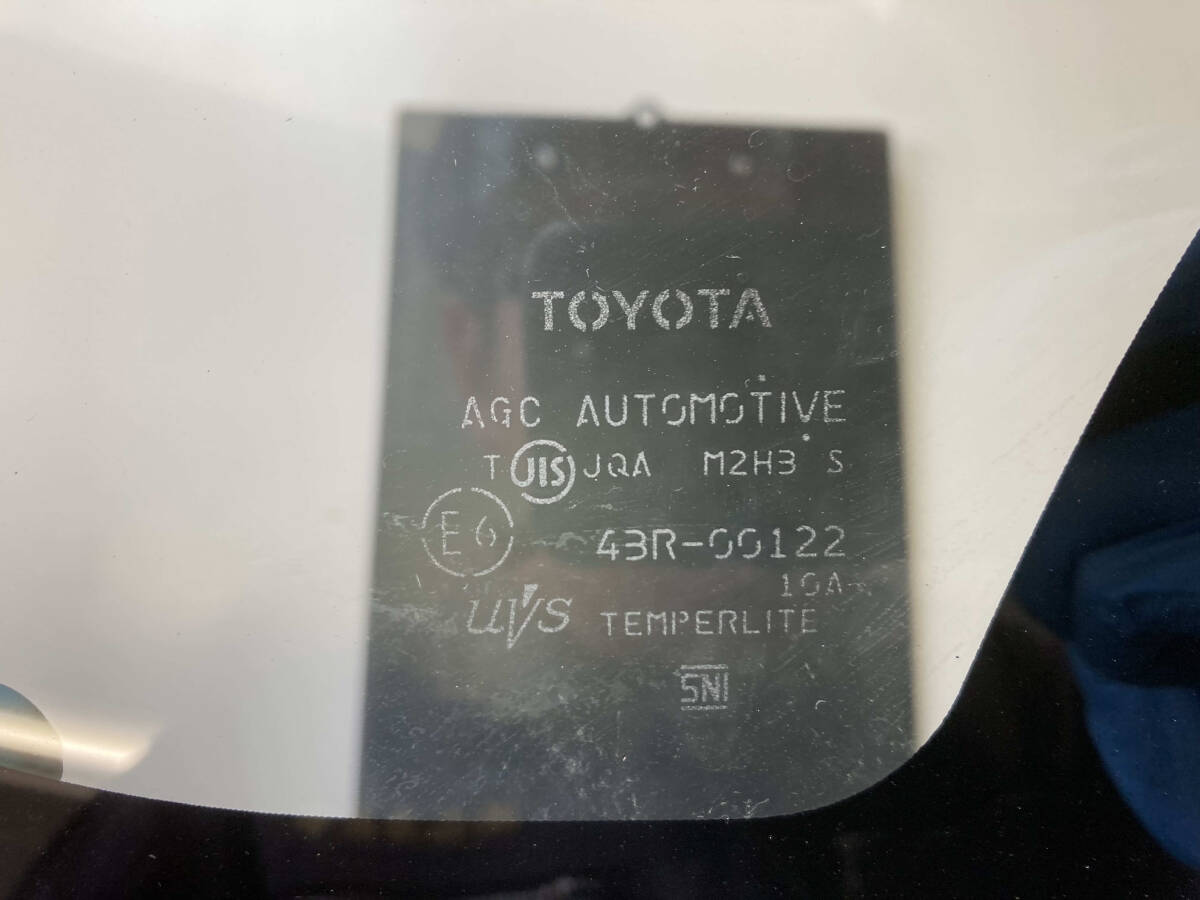 TOYOTA
AGC AUTOMOTIVE
T JIS JQA M2H3 S
E6 43R-00122
10A
UVS TEMPERLITE
SNI